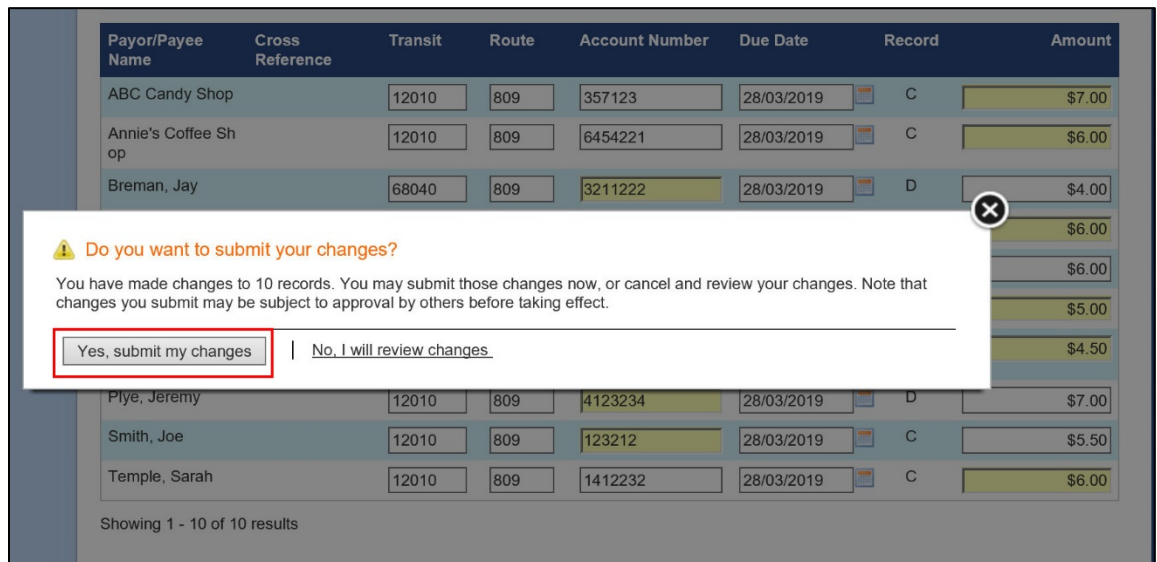 Payor/Payee Name Cross Reference Transit Route Account Number Due Date Record Amount
ABC Candy Shop 12010 809 357123 28/03/2019 C $7.00
Annie's Coffee Sh
op 12010 809 6454221 28/03/2019 C $6.00
Breman, Jay 68040 809 3211222 28/03/2019 D $4.00
$6.00
$6.00
$5.00
$4.50
Do you want to submit your changes?
You have made changes to 10 records. You may submit those changes now, or cancel and review your changes. Note that
changes you submit may be subject to approval by others before taking effect.
Yes, submit my changes | No, I will review changes
Plye, Jeremy 12010 809 4123234 28/03/2019 D $7.00
Smith, Joe 12010 809 123212 28/03/2019 C $5.50
Temple, Sarah 12010 809 1412232 28/03/2019 C $6.00
Showing 1 - 10 of 10 results